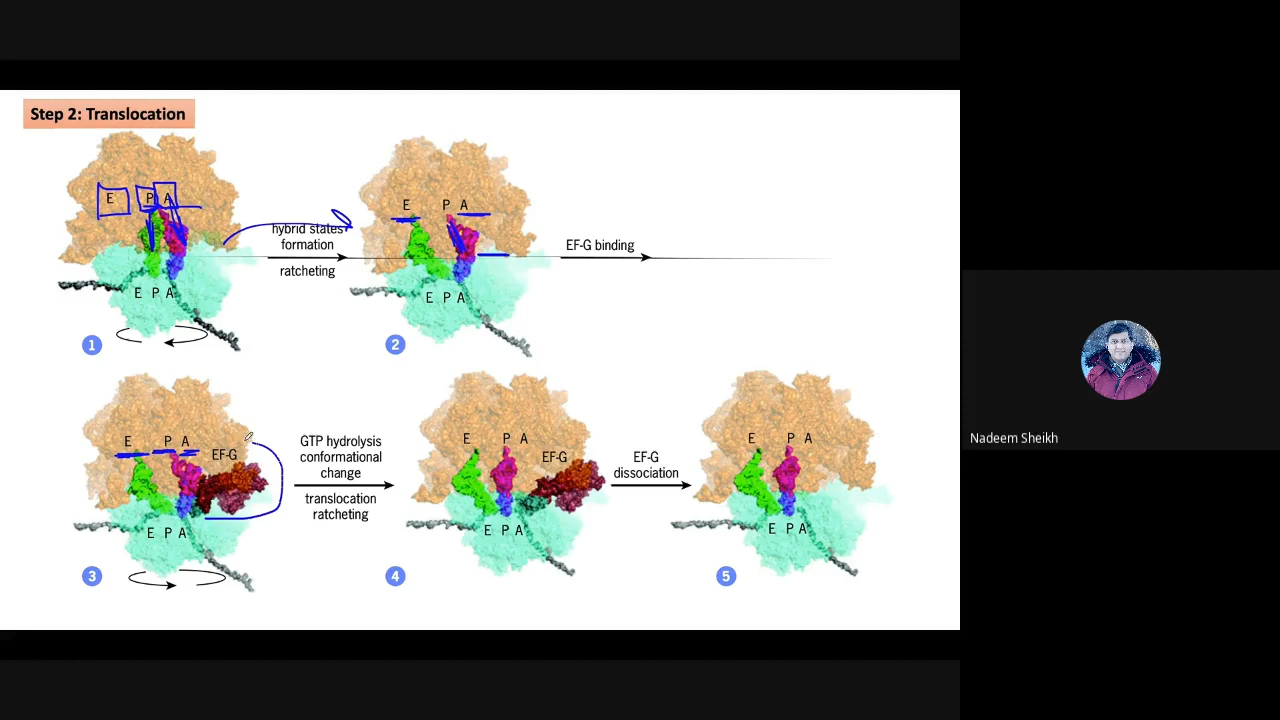 Step 2: Translocation
E P A
hybrid states
formation
ratcheting
E P A
1
E P A
EF-G binding
E P A
2
E P A
EF-G
GTP hydrolysis
conformational
change
translocation
ratcheting
E P A
3
E P A
EF-G
EF-G
dissociation
E P A
4
E P A
E P A
5
Nadeem Sheikh